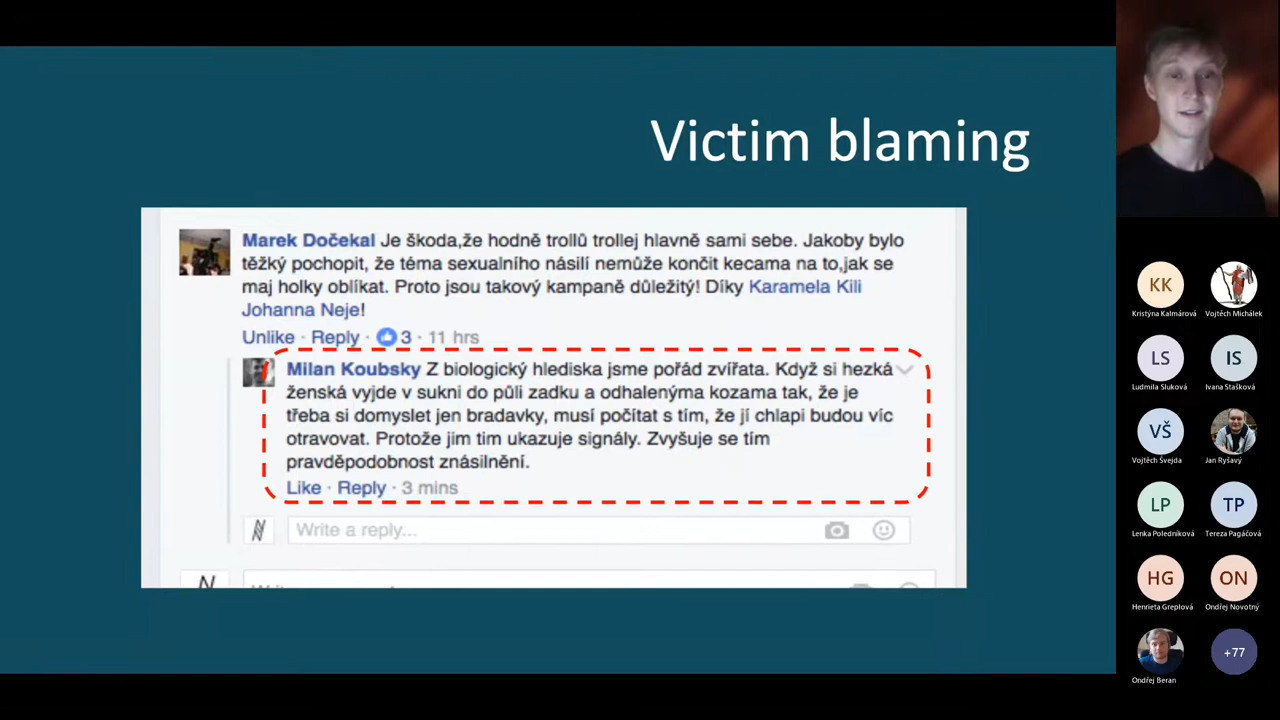 Victim blaming
Marek Dočekal Je škoda,že hodně trollů trollej hlavně sami sebe. Jakoby bylo
těžký pochopit, že téma sexualního násilí nemůže končit kecama na to,jak se
maj holky oblíkat. Proto jsou takový kampaně důležitý! Díky Karamela Kili
Johanna Neje!
Unlike · Reply · 3 · 11 hrs
Milan Koubsky Z biologický hlediska jsme pořád zvířata. Když si hezká
ženská vyjde v sukni do půli zadku a odhalenýma kozama tak, že je
třeba si domyslet jen bradavky, musí počítat s tím, že jí chlapi budou víc
otravovat. Protože jim tim ukazuje signály. Zvyšuje se tím
pravděpodobnost znásilnění.
Like · Reply · 3 mins
Write a reply...
KK
Kristýna Kalmárová
Vojtěch Michálek
LS
IS
Ludmila Sluková
Ivana Stašková
VŠ
Vojtěch Švejda
Jan Ryšavý
LP
TP
Lenka Poledníková
Tereza Pagáčová
HG
ON
Henrieta Greplová
Ondřej Novotný
+77
Ondřej Beran